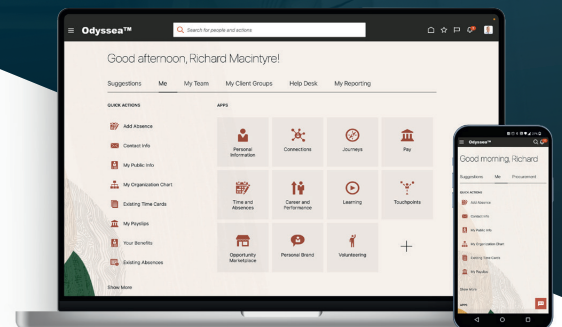 Odyssea™
Search for people and actions
Good afternoon, Richard Macintyre!
Suggestions Me My Team My Client Groups Help Desk My Reporting
QUICK ACTIONS
Add Absence
Contact Info
My Public Info
My Organization Chart
Existing Time Cards
My Payslips
Your Benefits
Existing Absences
Show More
APPS
Personal
Information
Connections
Journeys
Pay
Time and
Absences
Career and
Performance
Learning
Touchpoints
Opportunity
Marketplace
Personal Brand
Volunteering
Odyssea™
Good morning, Richard
Suggestions Me Procurement
QUICK ACTIONS
Add Absence
Contact Info
My Public Info
My Organization Chart
Existing Time Cards
My Payslips
Show More
APPS